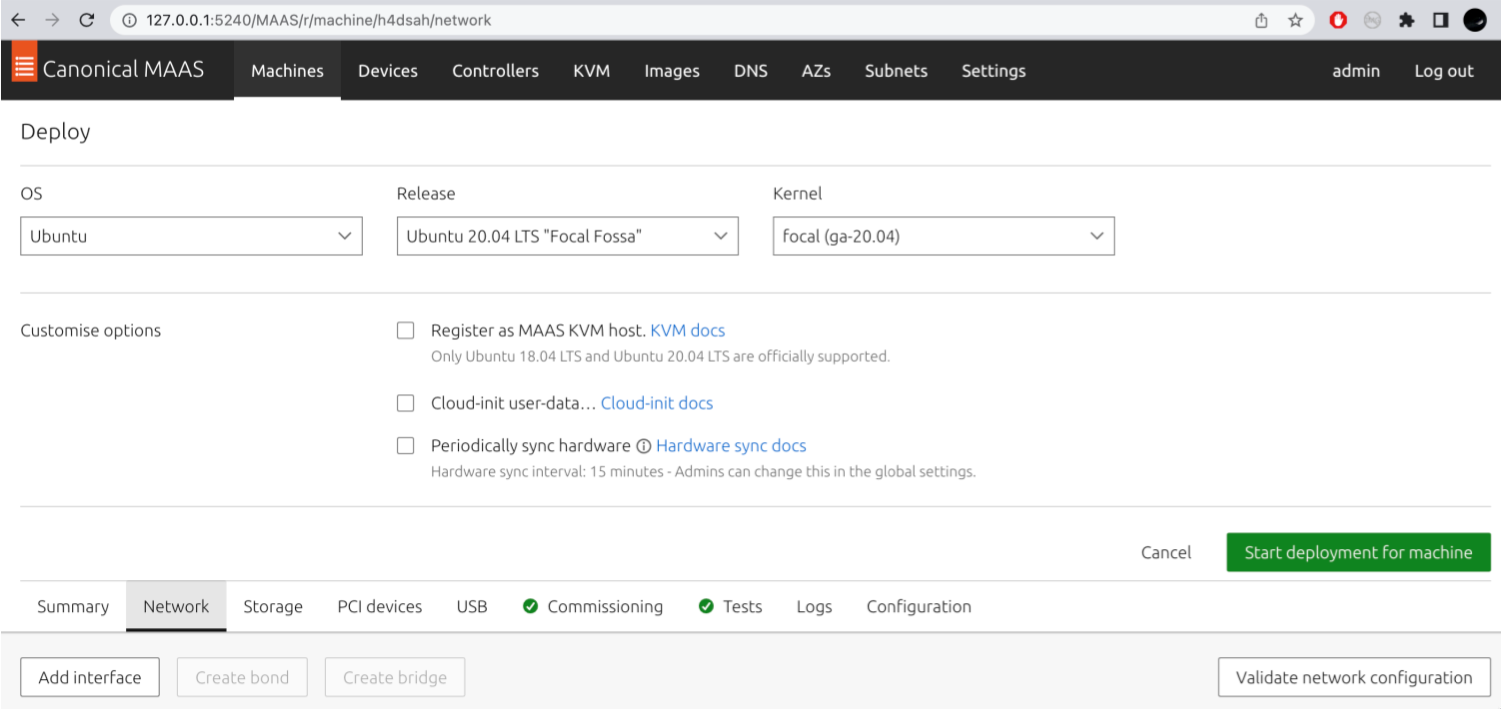 127.0.0.1:5240/MAAS/r/machine/h4dsah/network
Canonical MAAS Machines Devices Controllers KVM Images DNS AZs Subnets Settings admin Log out
Deploy
OS Release Kernel
Ubuntu Ubuntu 20.04 LTS "Focal Fossa" focal (ga-20.04)
Customise options Register as MAAS KVM host. KVM docs
Only Ubuntu 18.04 LTS and Ubuntu 20.04 LTS are officially supported.
Cloud-init user-data... Cloud-init docs
Periodically sync hardware Hardware sync docs
Hardware sync interval: 15 minutes - Admins can change this in the global settings.
Cancel Start deployment for machine
Summary Network Storage PCI devices USB Commissioning Tests Logs Configuration
Add interface Create bond Create bridge Validate network configuration